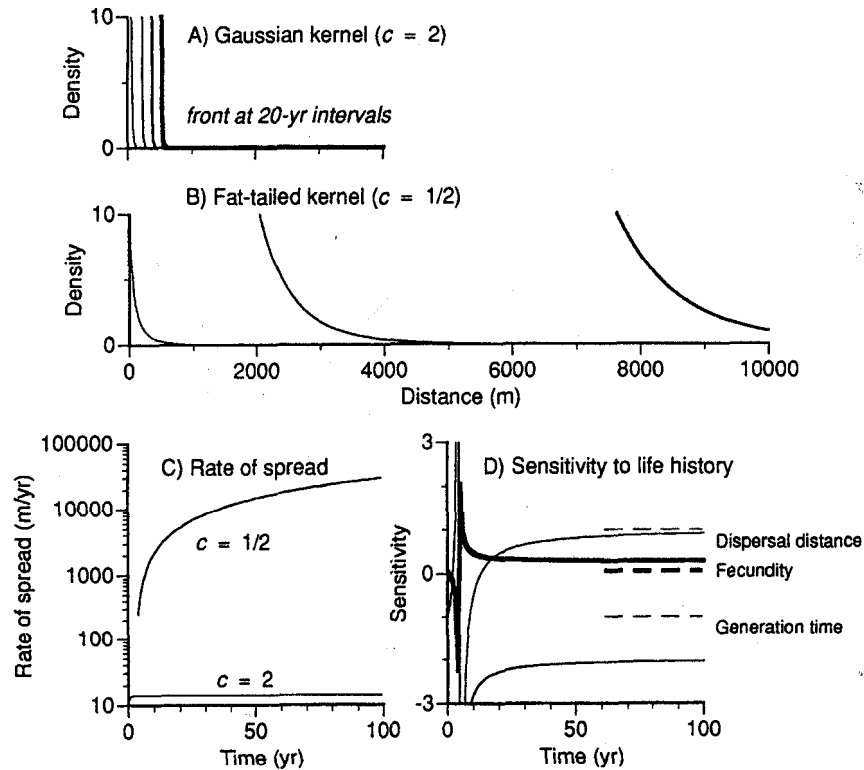 10
A) Gaussian kernel (c = 2)
Density
front at 20-yr intervals
0
B) Fat-tailed kernel (c = 1/2)
10
Density
0
0 2000 4000 6000 8000 10000
Distance (m)
100000
C) Rate of spread
10000
c = 1/2
1000
Rate of spread (m/yr)
100
c = 2
10
0 50 100
Time (yr)
3
D) Sensitivity to life history
Dispersal distance
Sensitivity
0
Fecundity
Generation time
-3
0 50 100
Time (yr)